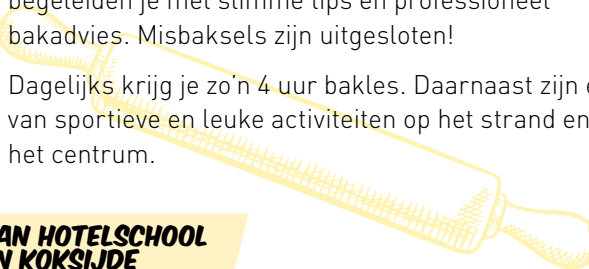 begeleiden je met slimme tips en professioneel
bakadvies. Misbaksels zijn uitgesloten!
Dagelijks krijg je zo'n 4 uur bakles. Daarnaast zijn
van sportieve en leuke activiteiten op het strand en
het centrum.
AN HOTELSCHOOL
N KOKSIJDE